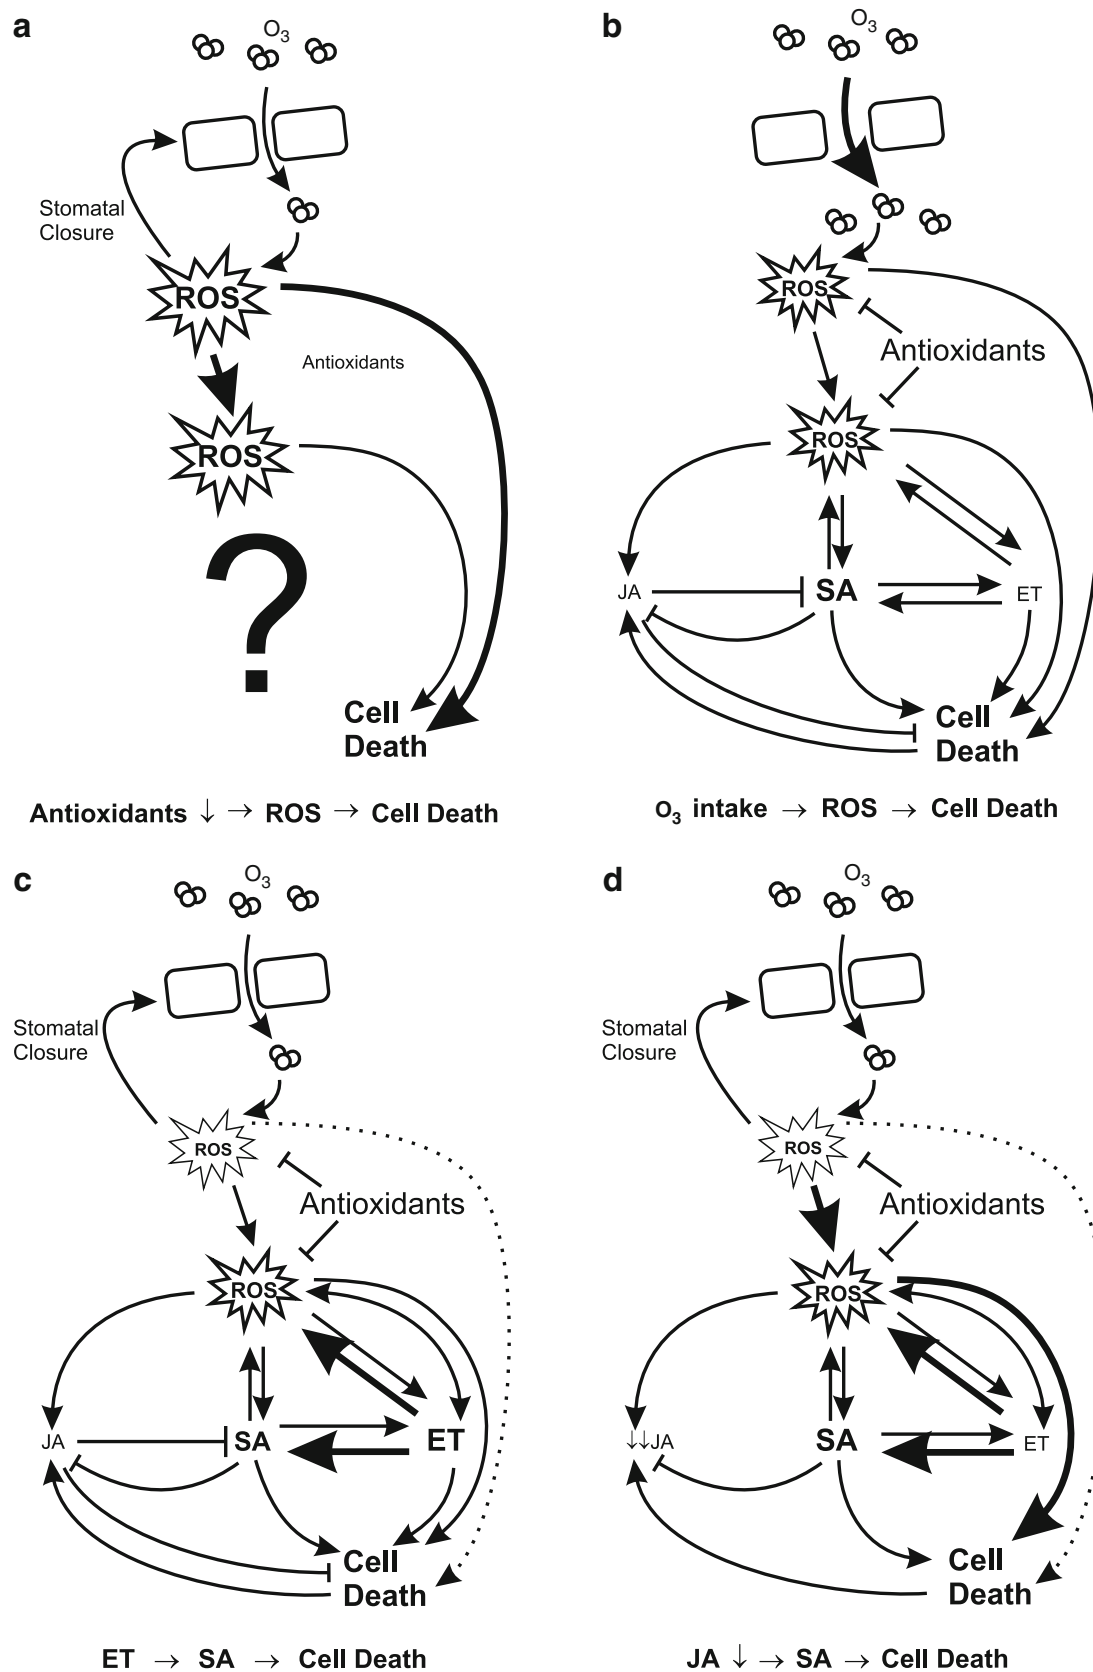 a
O3
Stomatal
Closure
ROS
Antioxidants
ROS
?
Cell
Death
Antioxidants ↓ → ROS → Cell Death
b
O3
ROS
Antioxidants
ROS
JA
SA
ET
Cell
Death
O3 intake → ROS → Cell Death
c
O3
Stomatal
Closure
ROS
Antioxidants
ROS
JA
SA
ET
Cell
Death
ET → SA → Cell Death
d
O3
Stomatal
Closure
ROS
Antioxidants
ROS
↓↓JA
SA
ET
Cell
Death
JA ↓ → SA → Cell Death